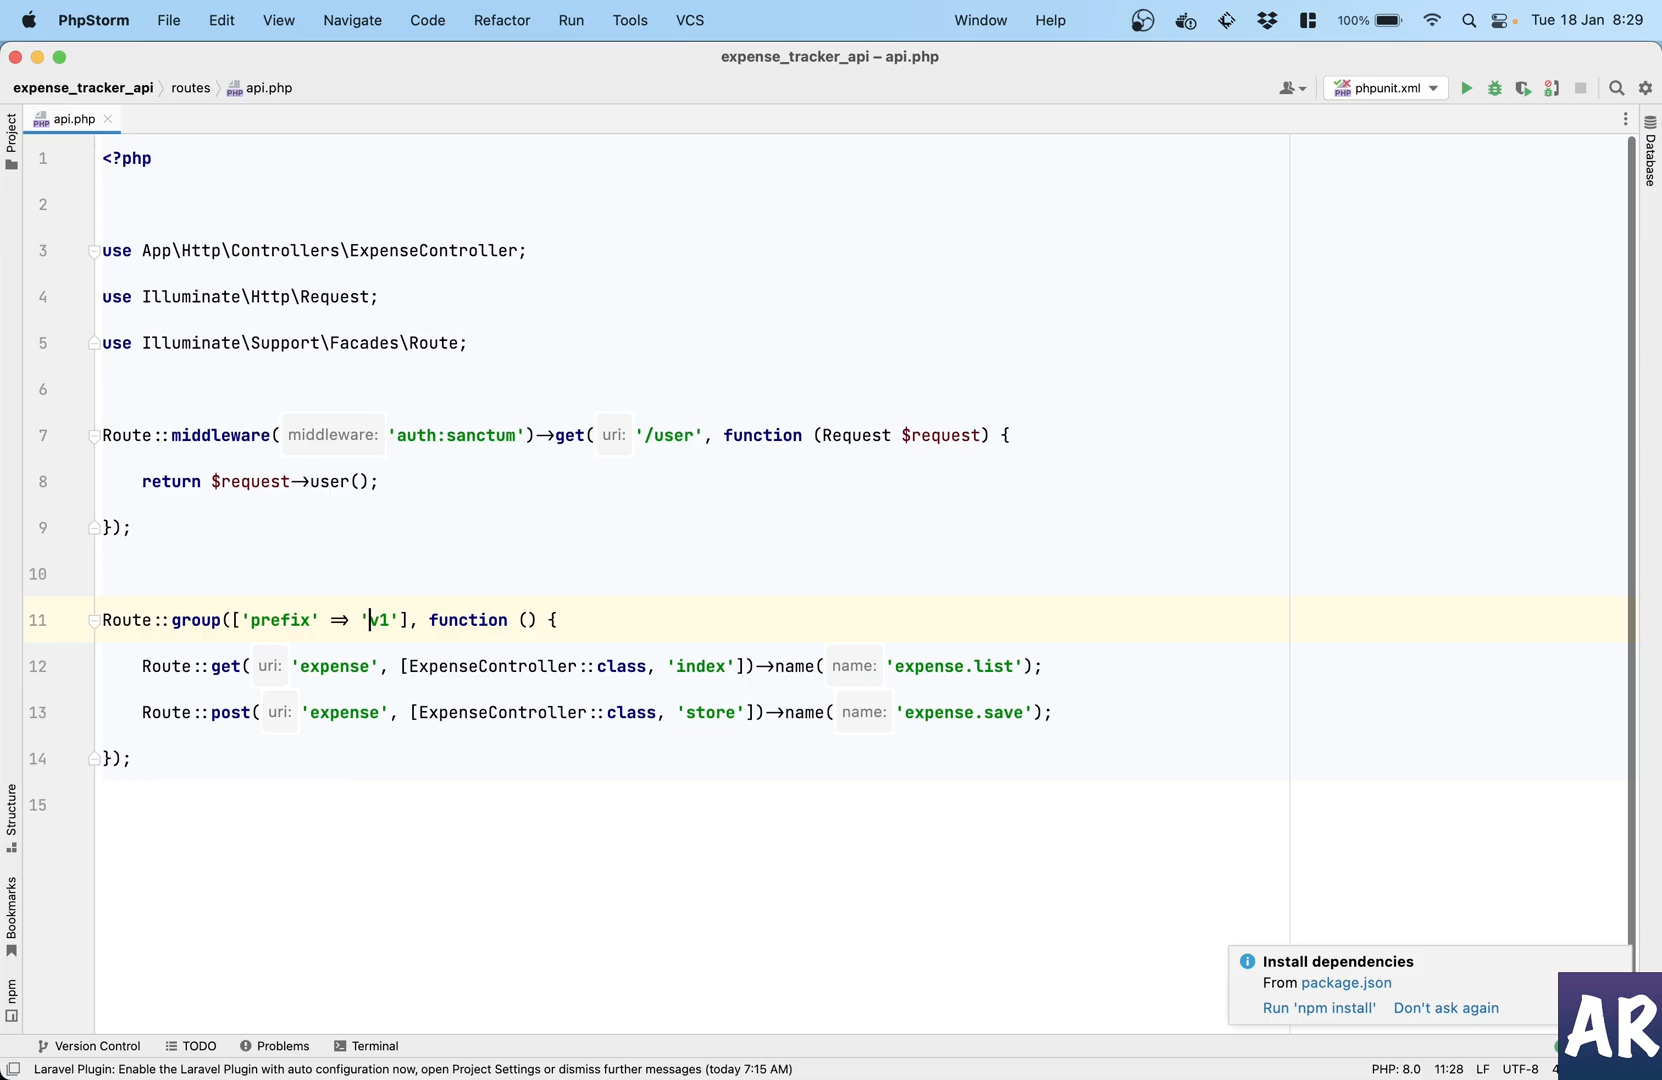 PhpStorm File Edit View Navigate Code Refactor Run Tools VCS Window Help 100% Tue 18 Jan 8:29
expense_tracker_api – api.php
expense_tracker_api routes api.php phpunit.xml
Project api.php Database
1 <?php
2
3 use App\Http\Controllers\ExpenseController;
4 use Illuminate\Http\Request;
5 use Illuminate\Support\Facades\Route;
6
7 Route::middleware( middleware: 'auth:sanctum')->get( uri: '/user', function (Request $request) {
8 return $request->user();
9 });
10
11 Route::group(['prefix' => 'v1'], function () {
12 Route::get( uri: 'expense', [ExpenseController::class, 'index'])->name( name: 'expense.list');
13 Route::post( uri: 'expense', [ExpenseController::class, 'store'])->name( name: 'expense.save');
14 });
15
Structure
Bookmarks
npm
Install dependencies
From package.json
Run 'npm install' Don't ask again
AR
Version Control TODO Problems Terminal
Laravel Plugin: Enable the Laravel Plugin with auto configuration now, open Project Settings or dismiss further messages (today 7:15 AM) PHP: 8.0 11:28 LF UTF-8 4